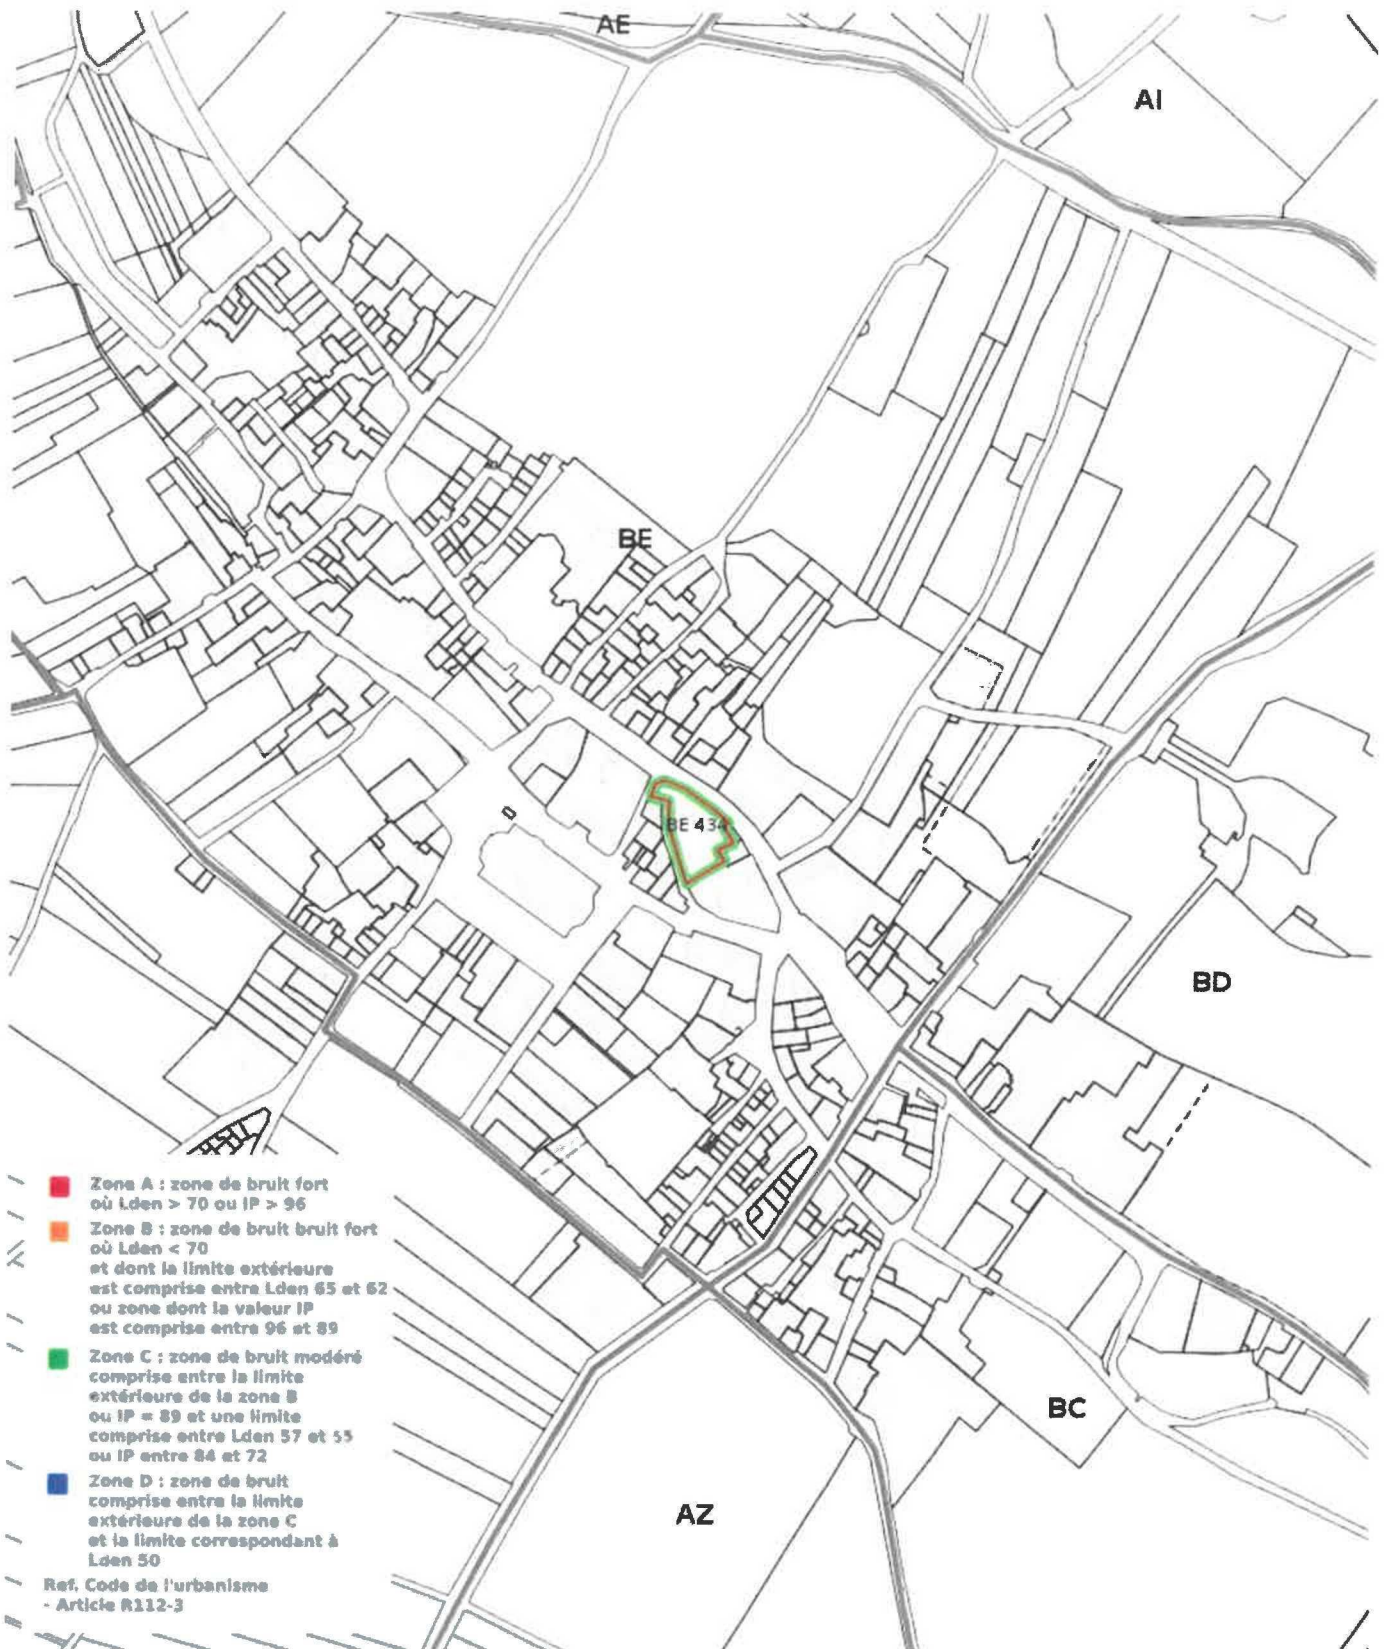 AE
AI
BE
BE 434
BD
Zone A : zone de bruit fort
où Lden > 70 ou IP > 96
Zone B : zone de bruit bruit fort
où Lden < 70
et dont la limite extérieure
est comprise entre Lden 65 et 62
ou zone dont la valeur IP
est comprise entre 96 et 89
Zone C : zone de bruit modéré
comprise entre la limite
extérieure de la zone B
ou IP = 89 et une limite
comprise entre Lden 57 et 55
ou IP entre 84 et 72
Zone D : zone de bruit
comprise entre la limite
extérieure de la zone C
et la limite correspondant à
Lden 50
Ref. Code de l'urbanisme
- Article R112-3
BC
AZ